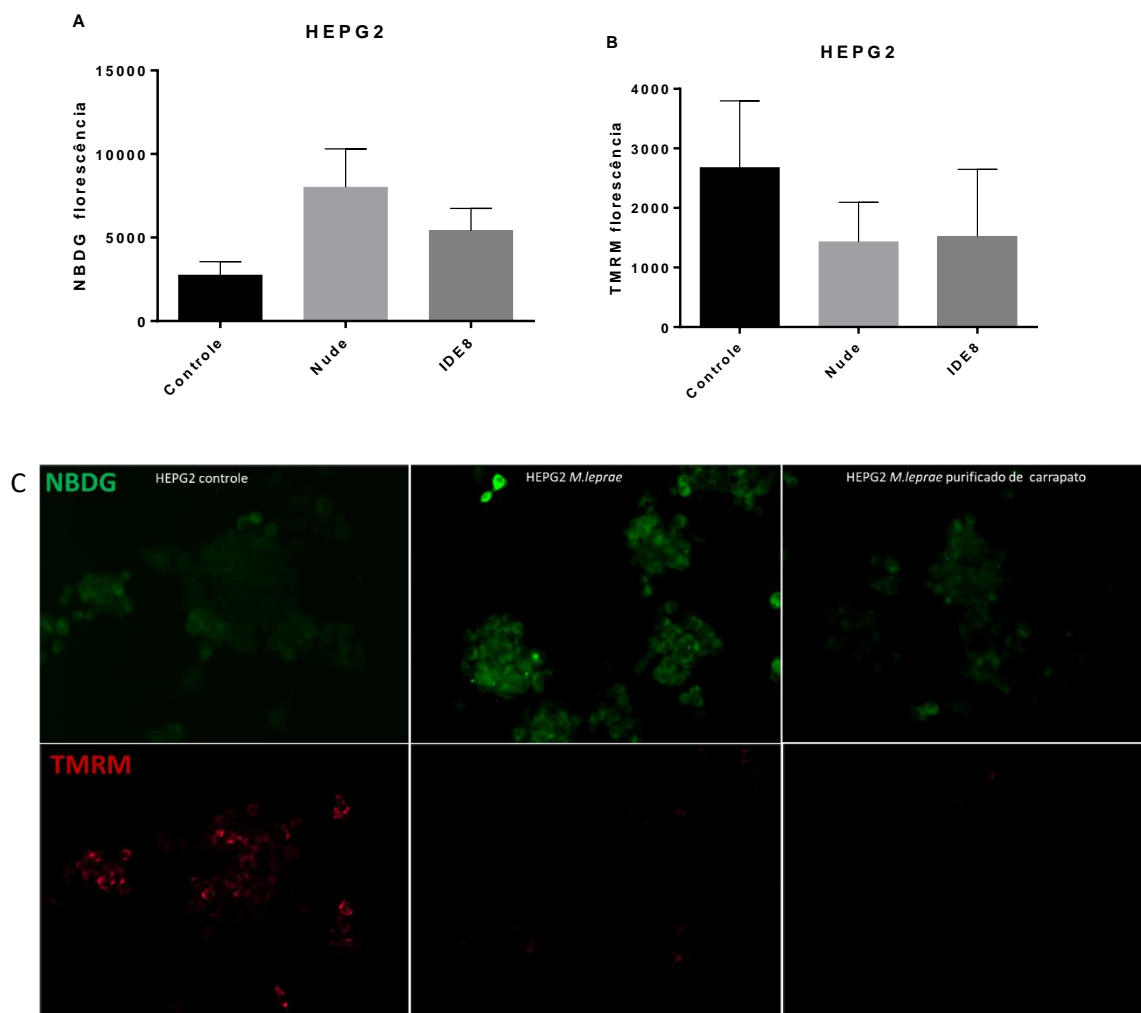 A
HEPG2
NBDG florescência
15000
10000
5000
0
Controle
Nude
IDE8
B
HEPG2
TMRM florescência
4000
3000
2000
1000
0
Controle
Nude
IDE8
C
NBDG
HEPG2 controle
HEPG2 M.leprae
HEPG2 M.leprae purificado de carrapato
TMRM